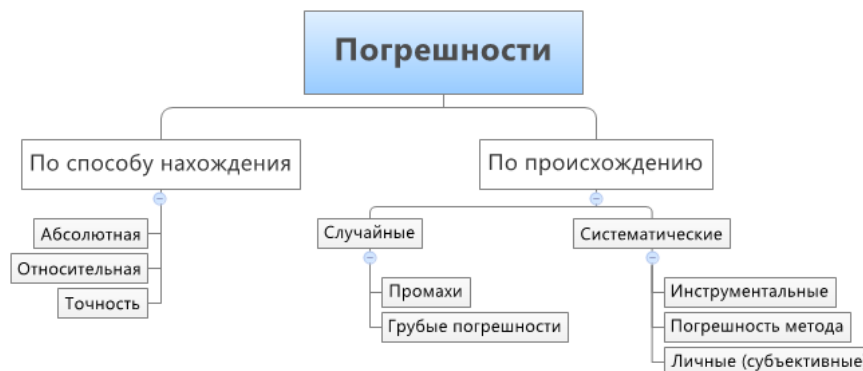 Погрешности
По способу нахождения
Абсолютная
Относительная
Точность
По происхождению
Случайные
Промахи
Грубые погрешности
Систематические
Инструментальные
Погрешность метода
Личные (субъективные